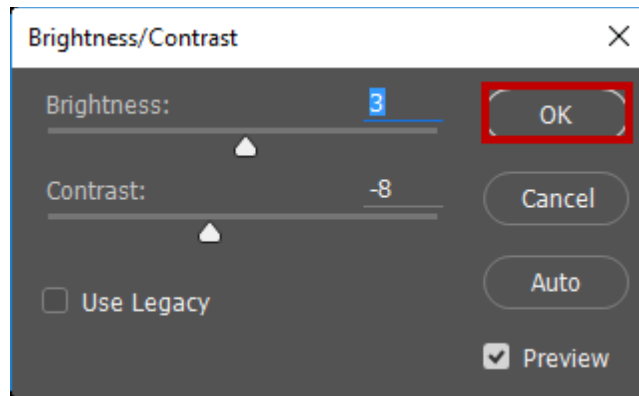 Brightness/Contrast
Brightness: 3
OK
Contrast: -8
Cancel
Auto
Use Legacy
Preview